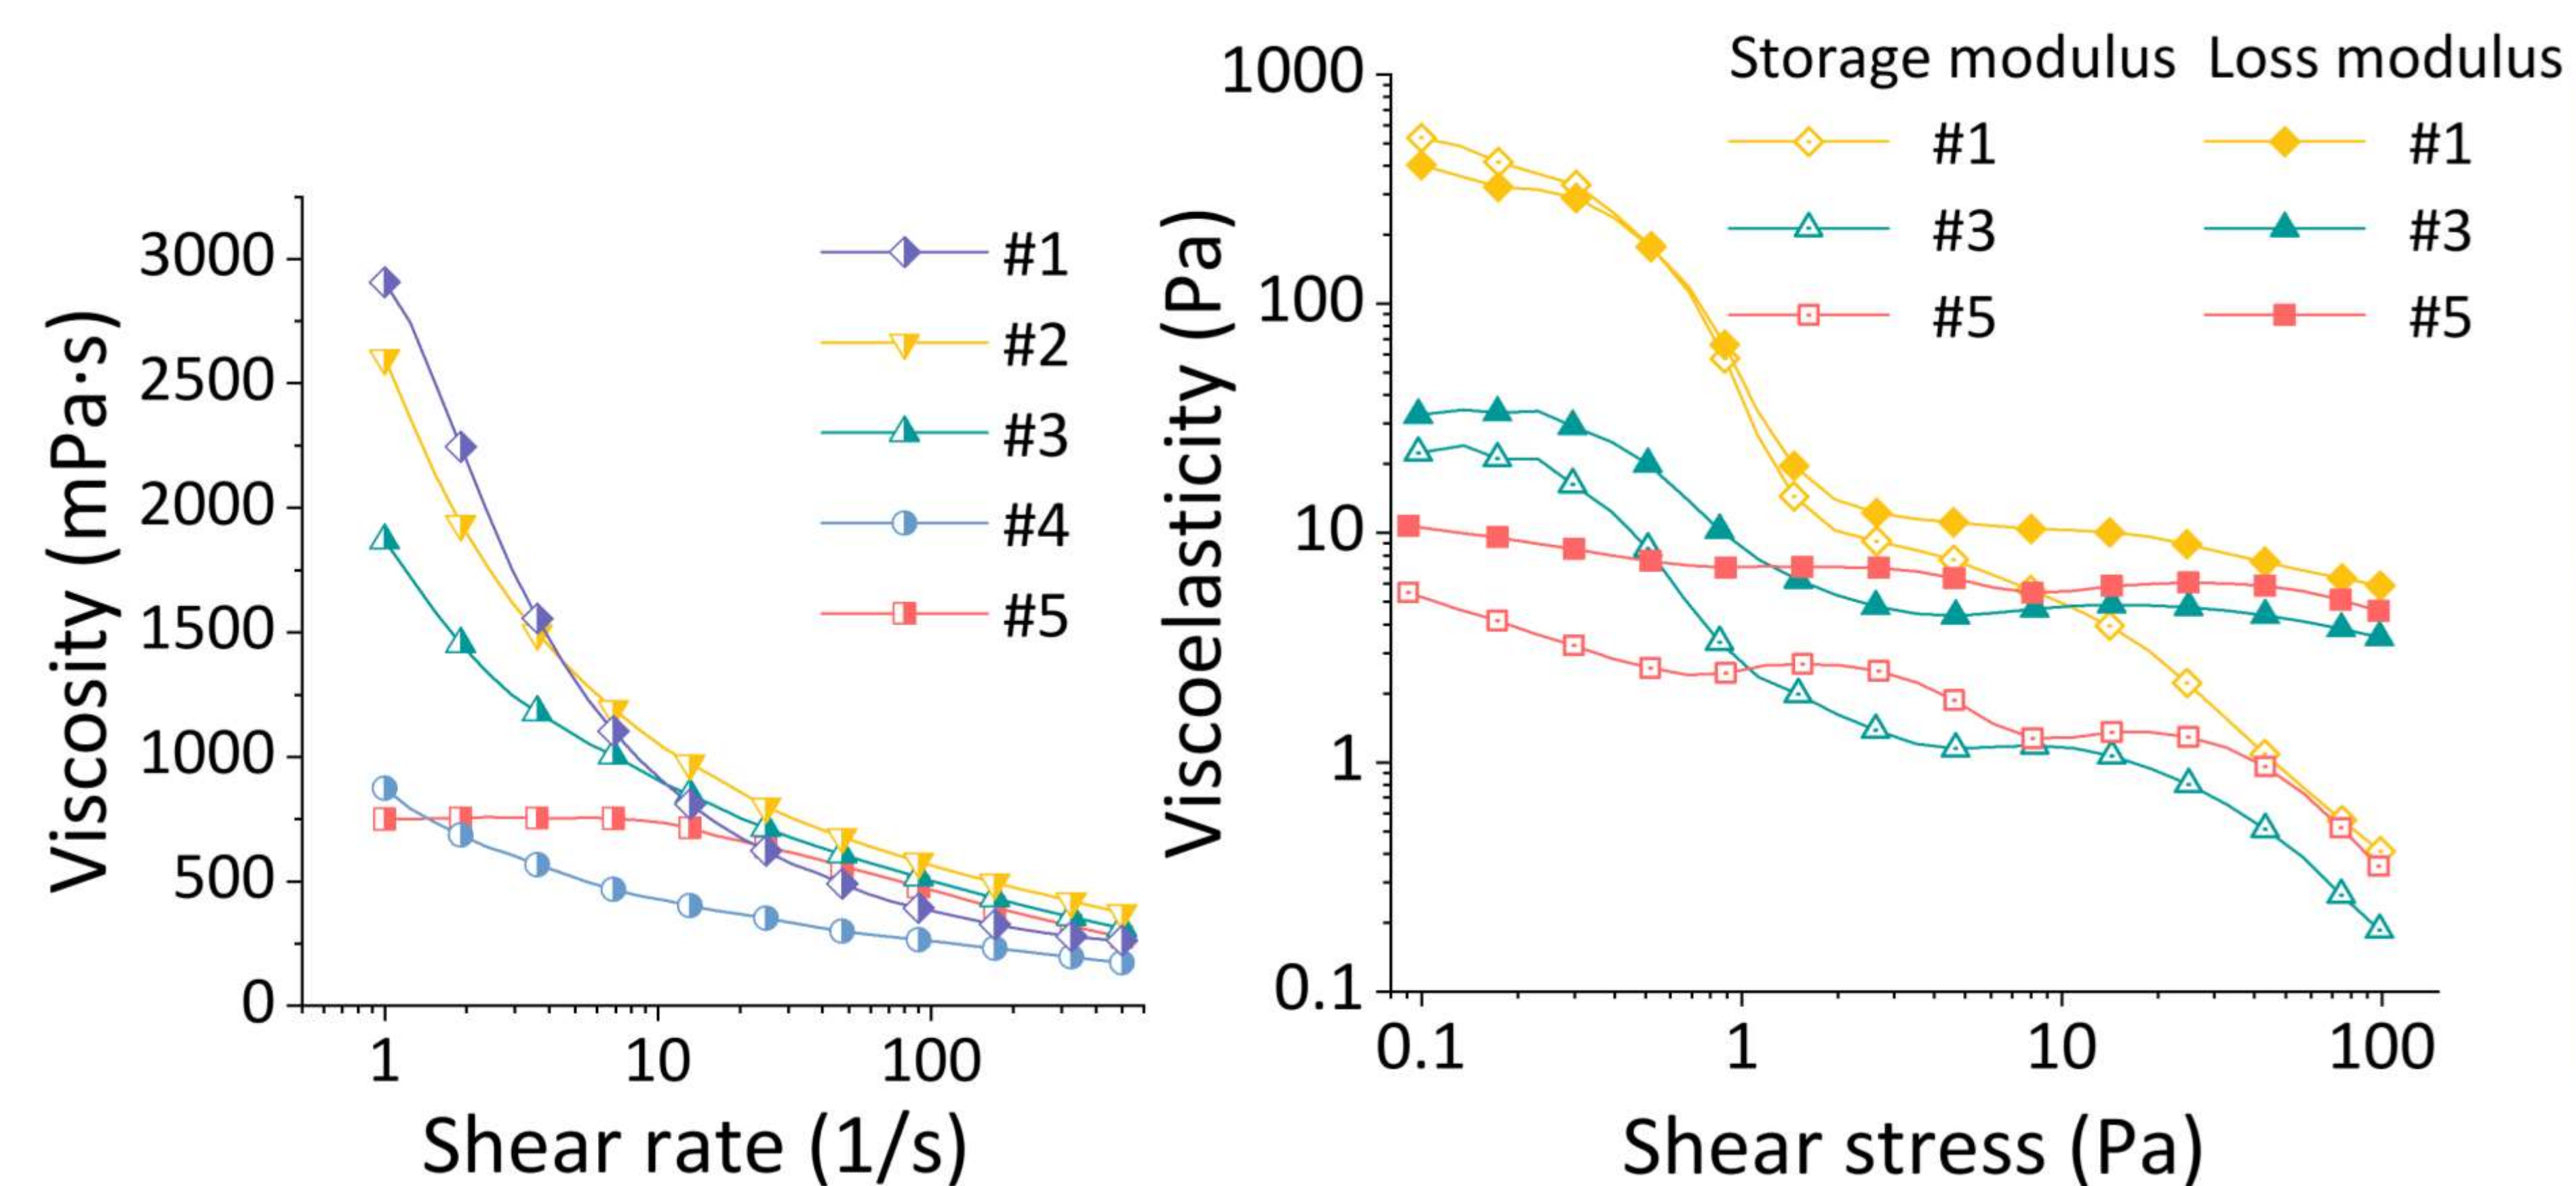 Viscosity (mPa·s)
3000
2500
2000
1500
1000
500
0
1 10 100
Shear rate (1/s)
#1
#2
#3
#4
#5
Viscoelasticity (Pa)
1000
100
10
1
0.1
0.1 1 10 100
Shear stress (Pa)
Storage modulus Loss modulus
#1 #1
#3 #3
#5 #5